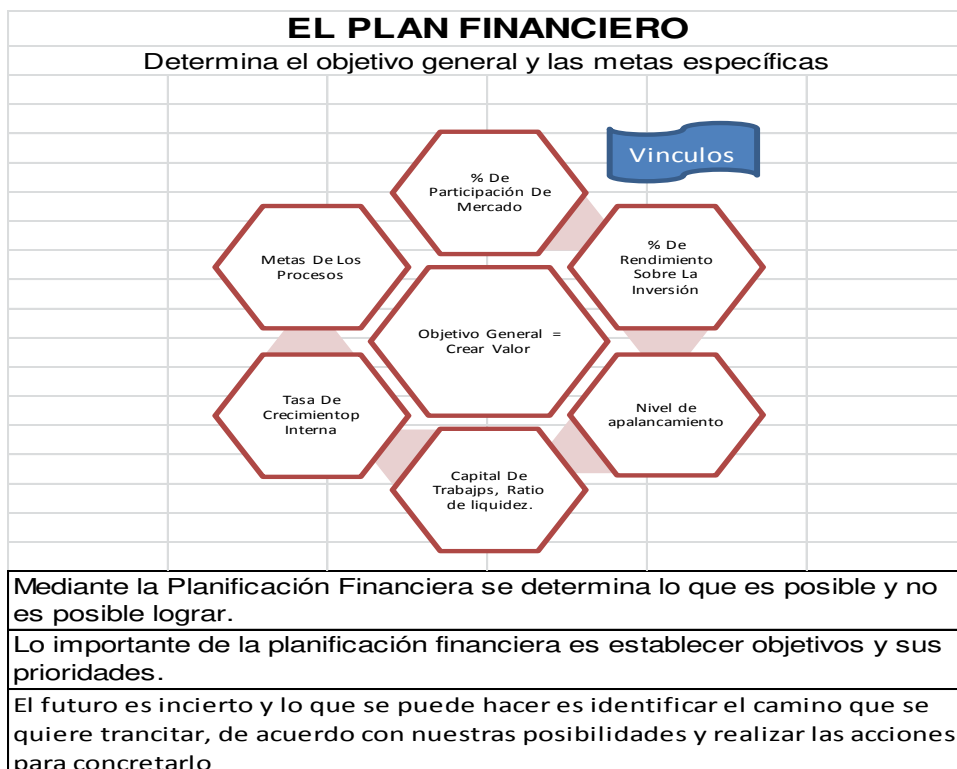 EL PLAN FINANCIERO
Determina el objetivo general y las metas específicas
Vinculos
% De
Participación De
Mercado
% De
Rendimiento
Sobre La
Inversión
Nivel de
apalancamiento
Capital De
Trabajps, Ratio
de liquidez.
Tasa De
Crecimientop
Interna
Metas De Los
Procesos
Objetivo General =
Crear Valor
Mediante la Planificación Financiera se determina lo que es posible y no
es posible lograr.
Lo importante de la planificación financiera es establecer objetivos y sus
prioridades.
El futuro es incierto y lo que se puede hacer es identificar el camino que se
quiere trancitar, de acuerdo con nuestras posibilidades y realizar las acciones
para concretarlo